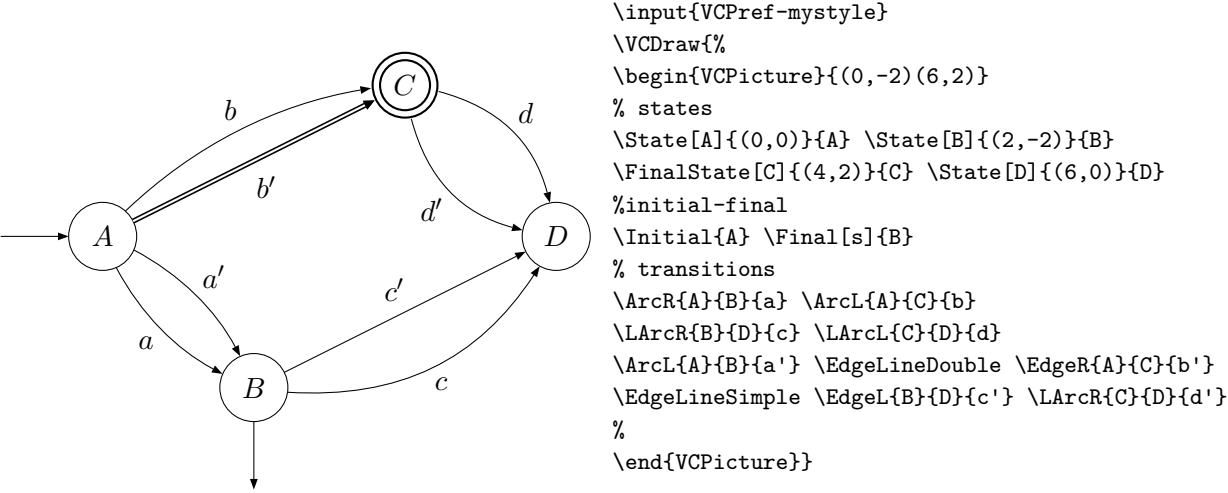 C
b
d
b′
d′
A
D
a′
c′
a
B
c
\input{VCPref-mystyle}
\VCDraw{%
\begin{VCPicture}{(0,-2)(6,2)}
% states
\State[A]{(0,0)}{A} \State[B]{(2,-2)}{B}
\FinalState[C]{(4,2)}{C} \State[D]{(6,0)}{D}
%initial-final
\Initial{A} \Final[s]{B}
% transitions
\ArcR{A}{B}{a} \ArcL{A}{C}{b}
\LArcR{B}{D}{c} \LArcL{C}{D}{d}
\ArcL{A}{B}{a'} \EdgeLineDouble \EdgeR{A}{C}{b'}
\EdgeLineSimple \EdgeL{B}{D}{c'} \LArcR{C}{D}{d'}
%
\end{VCPicture}}